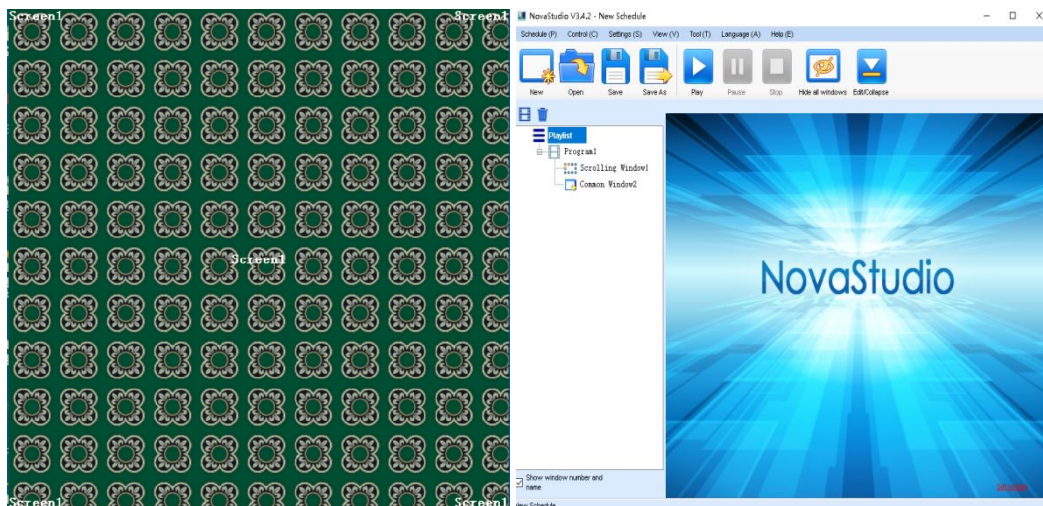 Screen1
Screen1
Screen1
Screen1
Screen1
NovaStudio V3.4.2 - New Schedule
Schedule (P) Control (C) Settings (S) View (V) Tool (T) Language (A) Help (E)
New Open Save Save As Play Pause Stop Hide all windows Edit/Collapse
Playlist
Program1
Scrolling Window1
Common Window2
NovaStudio
Show window number and
name
New Schedule